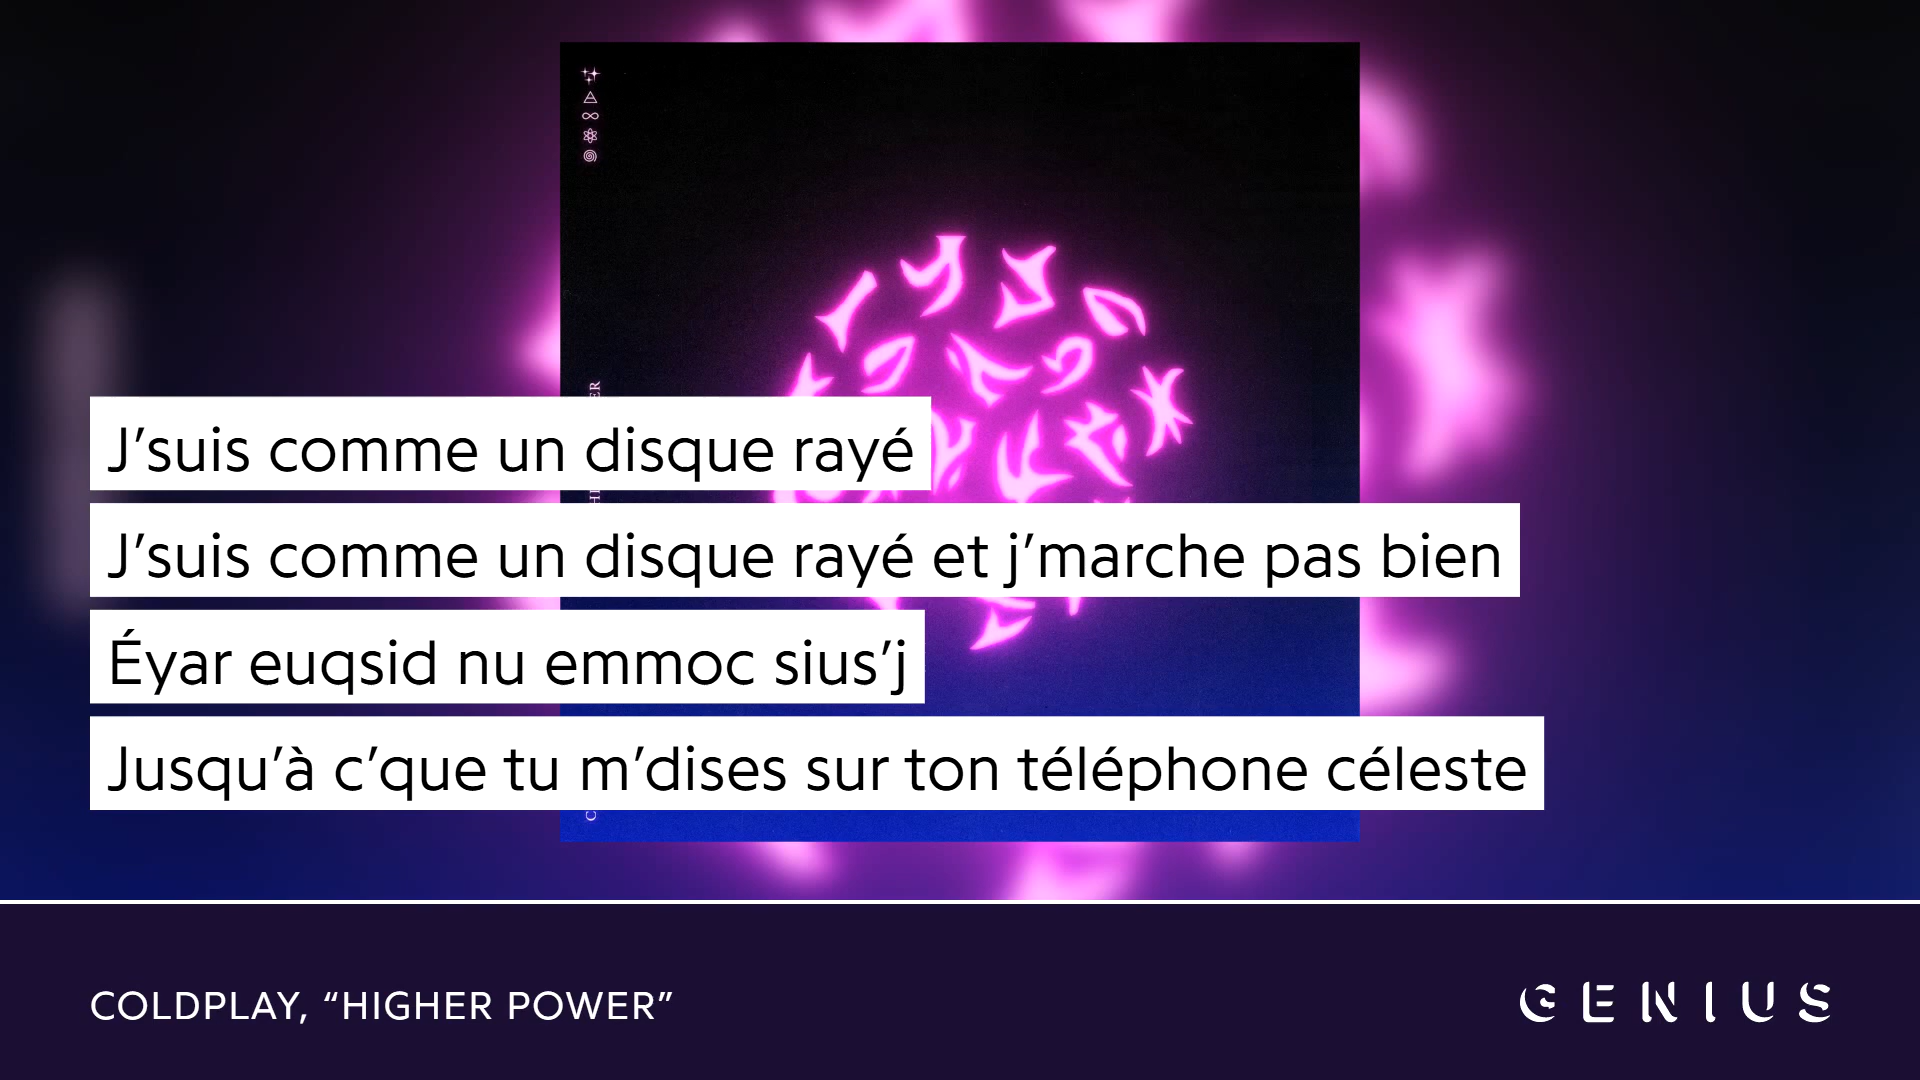 J’suis comme un disque rayé
J’suis comme un disque rayé et j’marche pas bien
Éyar euqsid nu emmoc sius’j
Jusqu’à c’que tu m’dises sur ton téléphone céleste
COLDPLAY, “HIGHER POWER”
GENIUS